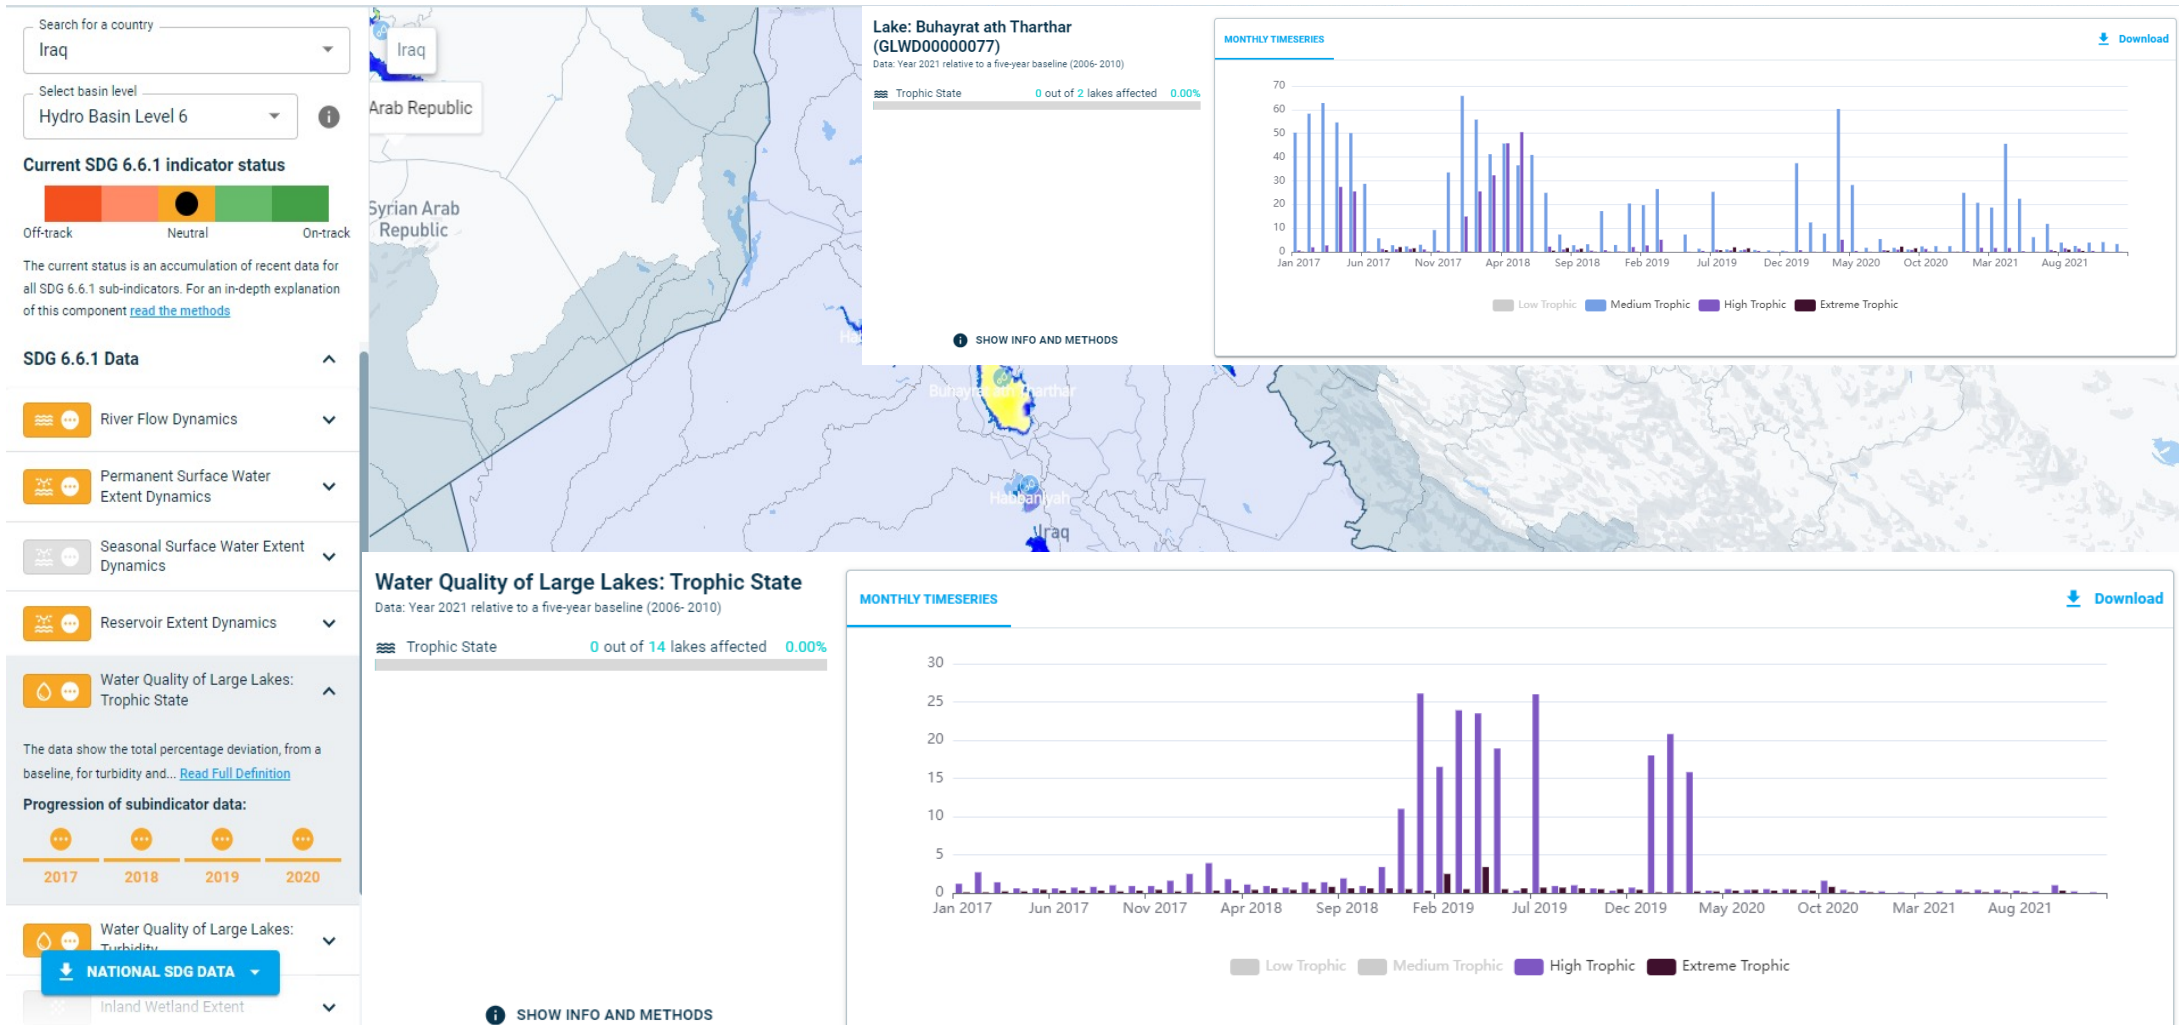 Search for a country
Iraq
Select basin level
Hydro Basin Level 6
Current SDG 6.6.1 indicator status
Off-track
Neutral
On-track
The current status is an accumulation of recent data for
all SDG 6.6.1 sub-indicators. For an in-depth explanation
of this component read the methods
SDG 6.6.1 Data
River Flow Dynamics
Permanent Surface Water
Extent Dynamics
Seasonal Surface Water Extent
Dynamics
Reservoir Extent Dynamics
Water Quality of Large Lakes:
Trophic State
The data show the total percentage deviation, from a
baseline, for turbidity and... Read Full Definition
Progression of subindicator data:
2017
2018
2019
2020
Water Quality of Large Lakes:
Turbidity
NATIONAL SDG DATA
Inland Wetland Extent
Iraq
Arab Republic
Syrian Arab
Republic
Buhayrat ath Tharthar
Habbaniyah
Iraq
Lake: Buhayrat ath Tharthar
(GLWD00000077)
Data: Year 2021 relative to a five-year baseline (2006- 2010)
Trophic State
0 out of 2 lakes affected
0.00%
SHOW INFO AND METHODS
MONTHLY TIMESERIES
Download
70
60
50
40
30
20
10
0
Jan 2017
Jun 2017
Nov 2017
Apr 2018
Sep 2018
Feb 2019
Jul 2019
Dec 2019
May 2020
Oct 2020
Mar 2021
Aug 2021
Low Trophic
Medium Trophic
High Trophic
Extreme Trophic
Water Quality of Large Lakes: Trophic State
Data: Year 2021 relative to a five-year baseline (2006- 2010)
Trophic State
0 out of 14 lakes affected
0.00%
SHOW INFO AND METHODS
MONTHLY TIMESERIES
Download
30
25
20
15
10
5
0
Jan 2017
Jun 2017
Nov 2017
Apr 2018
Sep 2018
Feb 2019
Jul 2019
Dec 2019
May 2020
Oct 2020
Mar 2021
Aug 2021
Low Trophic
Medium Trophic
High Trophic
Extreme Trophic